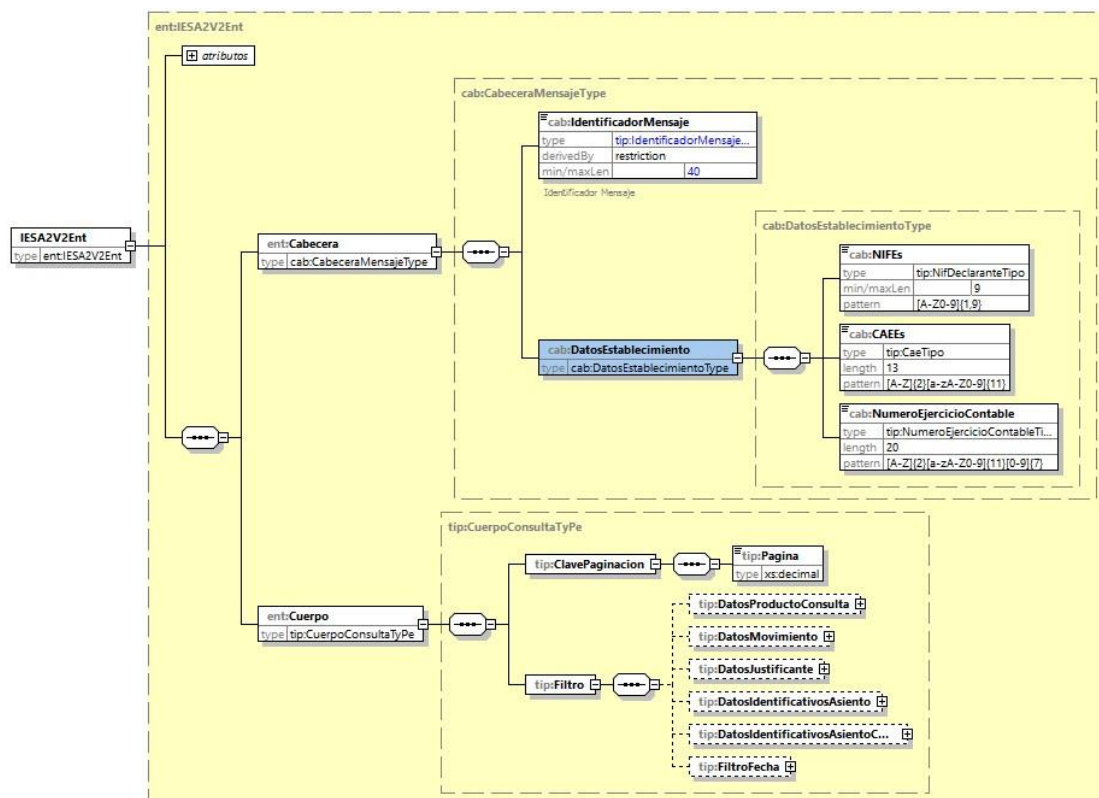 ent:IESA2V2Ent
atributos
cab:CabeceraMensajeType
cab:IdentificadorMensaje
type tip:IdentificadorMensaje...
derivedBy restriction
min/maxLen 40
Identificador Mensaje
cab:DatosEstablecimientoType
IESA2V2Ent
type ent:IESA2V2Ent
ent:Cabecera
type cab:CabeceraMensajeType
cab:NIFEs
type tip:NifDeclaranteTipo
min/maxLen 9
pattern [A-Z0-9]{1,9}
cab:DatosEstablecimiento
type cab:DatosEstablecimientoType
cab:CAEEs
type tip:CaeTipo
length 13
pattern [A-Z]{2}[a-zA-Z0-9]{11}
cab:NumeroEjercicioContable
type tip:NumeroEjercicioContableTi...
length 20
pattern [A-Z]{2}[a-zA-Z0-9]{11}[0-9]{7}
tip:CuerpoConsultaTyPe
tip:ClavePaginacion
tip:Pagina
type xs:decimal
ent:Cuerpo
type tip:CuerpoConsultaTyPe
tip:Filtro
tip:DatosProductoConsulta
tip:DatosMovimiento
tip:DatosJustificante
tip:DatosIdentificativosAsiento
tip:DatosIdentificativosAsientoC...
tip:FiltroFecha